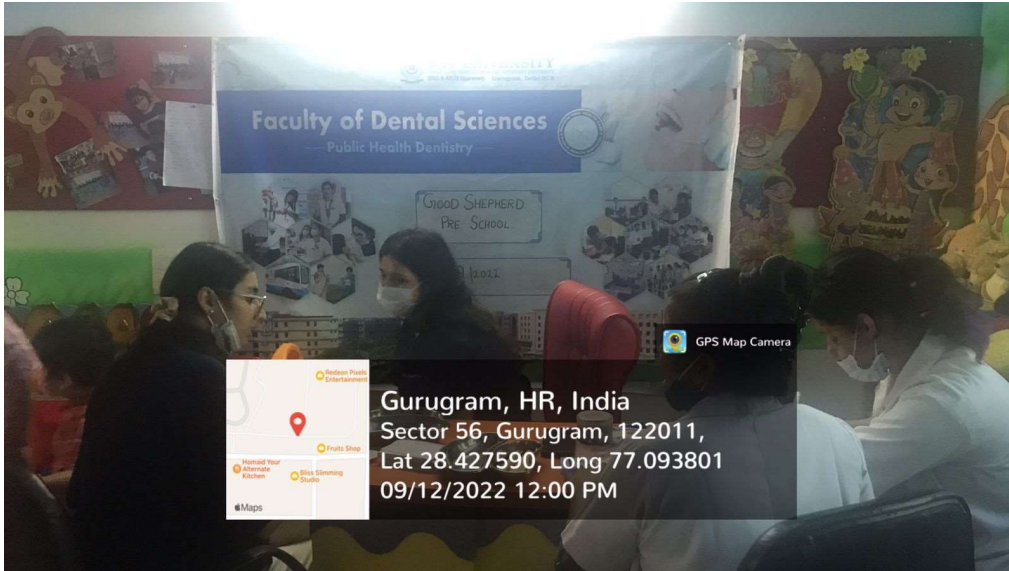 UNIVERSITY
Faculty of Dental Sciences
Public Health Dentistry
GOOD SHEPHERD
PRE SCHOOL
2022
GPS Map Camera
Redeon Pixels
Entertainment
Fruits Shop
Homaid Your
Alternate
Kitchen
Bliss Slimming
Studio
Maps
Gurugram, HR, India
Sector 56, Gurugram, 122011,
Lat 28.427590, Long 77.093801
09/12/2022 12:00 PM